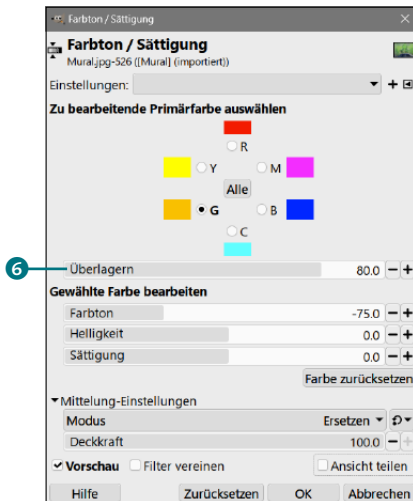 Farbton / Sättigung
Farbton / Sättigung
Mural.jpg-526 ([Mural] (importiert))
Einstellungen:
Zu bearbeitende Primärfarbe auswählen
R
Y M
Alle
G B
C
6 Überlagern 80.0
Gewählte Farbe bearbeiten
Farbton -75.0
Helligkeit 0.0
Sättigung 0.0
Farbe zurücksetzen
Mittelung-Einstellungen
Modus Ersetzen
Deckkraft 100.0
Vorschau Filter vereinen Ansicht teilen
Hilfe Zurücksetzen OK Abbrechen